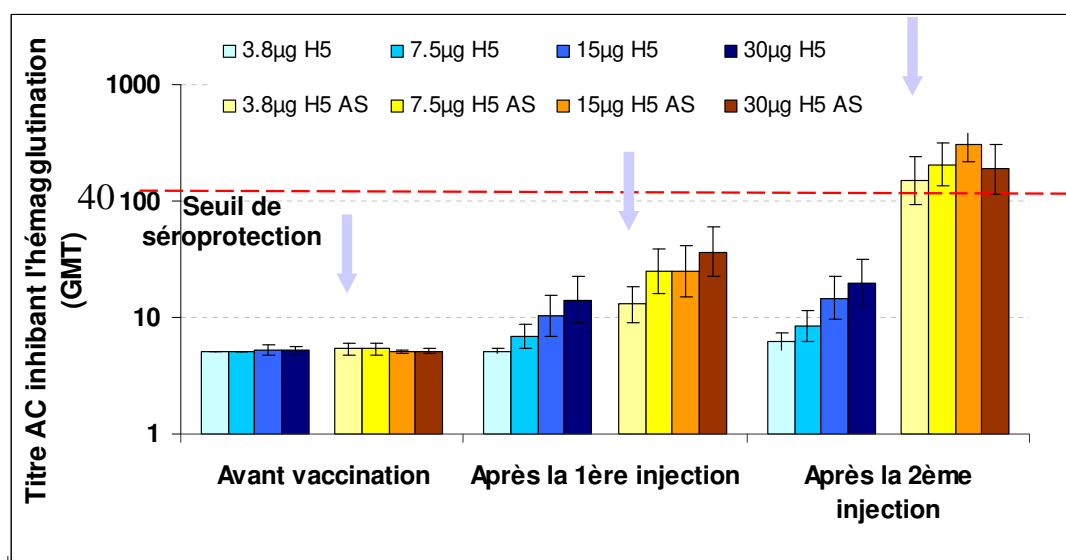 Titre AC inhibant l'hémagglutination
(GMT)
3.8µg H5
7.5µg H5
15µg H5
30µg H5
3.8µg H5 AS
7.5µg H5 AS
15µg H5 AS
30µg H5 AS
1000
40
100
10
1
Seuil de
séroprotection
Avant vaccination
Après la 1ère injection
Après la 2ème
injection